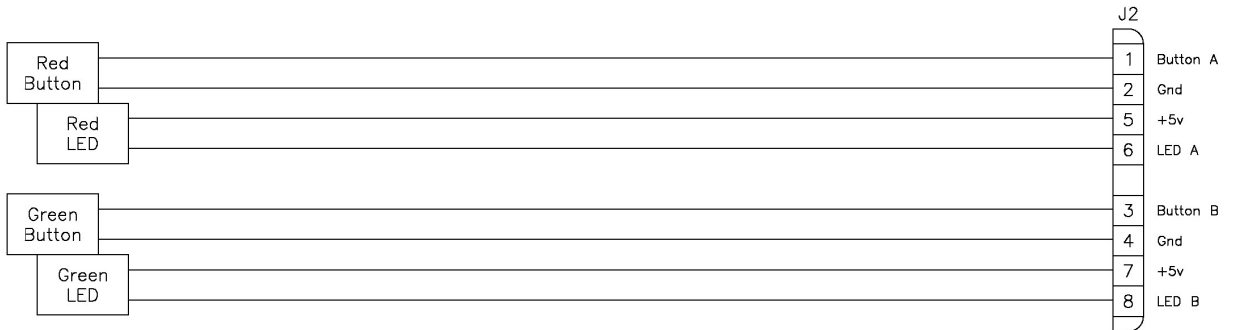 J2
Red
Button
1 Button A
2 Gnd
Red
LED
5 +5v
6 LED A
Green
Button
3 Button B
4 Gnd
Green
LED
7 +5v
8 LED B